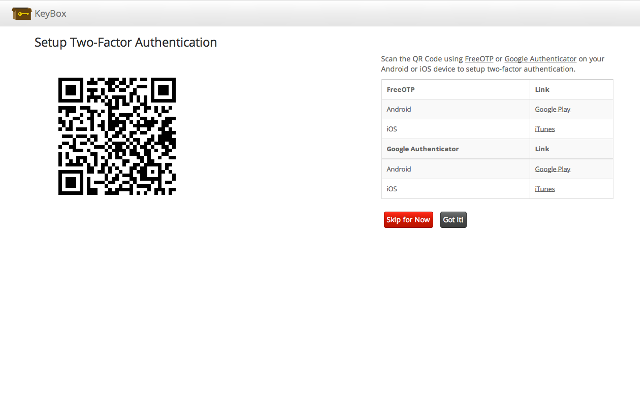 KeyBox
Setup Two-Factor Authentication
Scan the QR Code using FreeOTP or Google Authenticator on your
Android or iOS device to setup two-factor authentication.
FreeOTP Link
Android Google Play
iOS iTunes
Google Authenticator Link
Android Google Play
iOS iTunes
Skip for Now Got It!